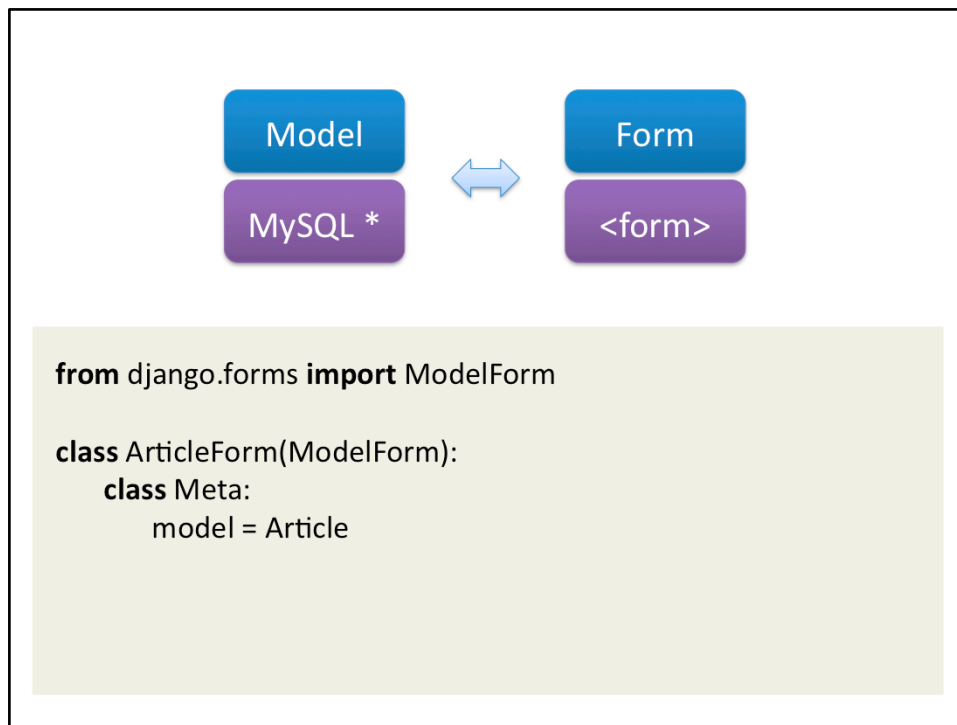 Model
Form
MySQL *
<form>
from django.forms import ModelForm
class ArticleForm(ModelForm):
class Meta:
model = Article